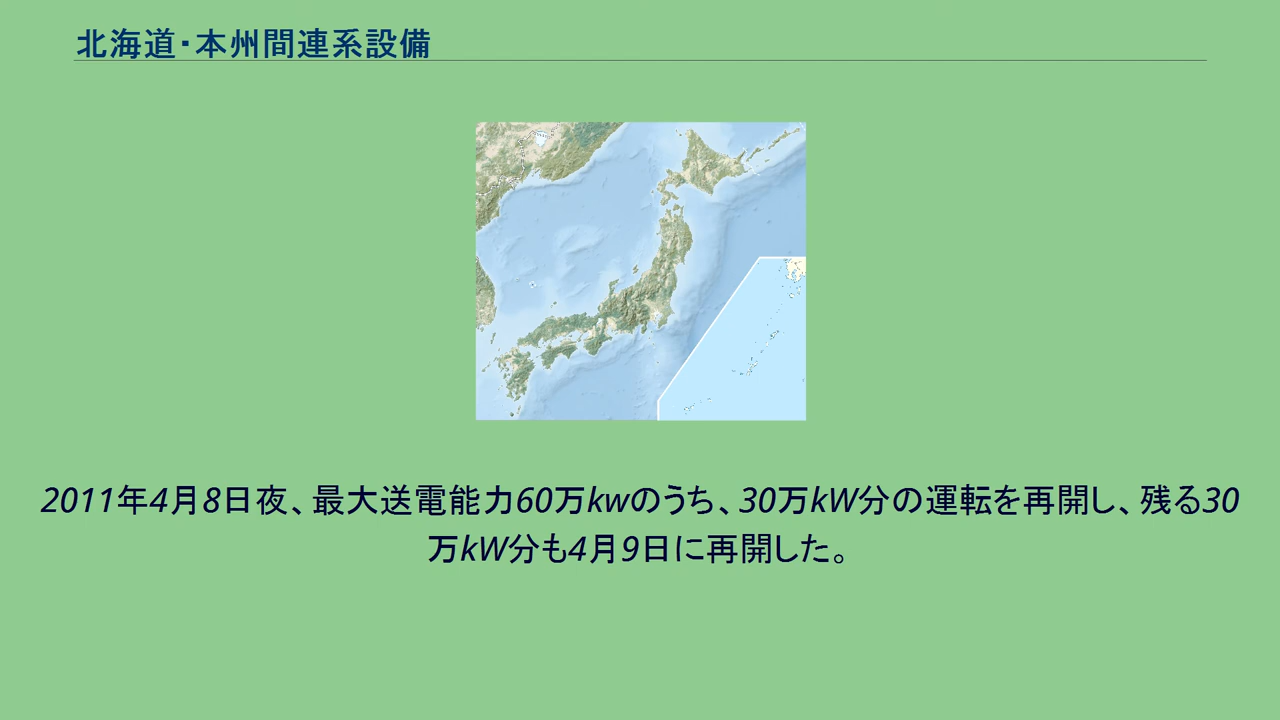 北海道・本州間連系設備
2011年4月8日夜、最大送電能力60万kwのうち、30万kW分の運転を再開し、残る30
万kW分も4月9日に再開した。